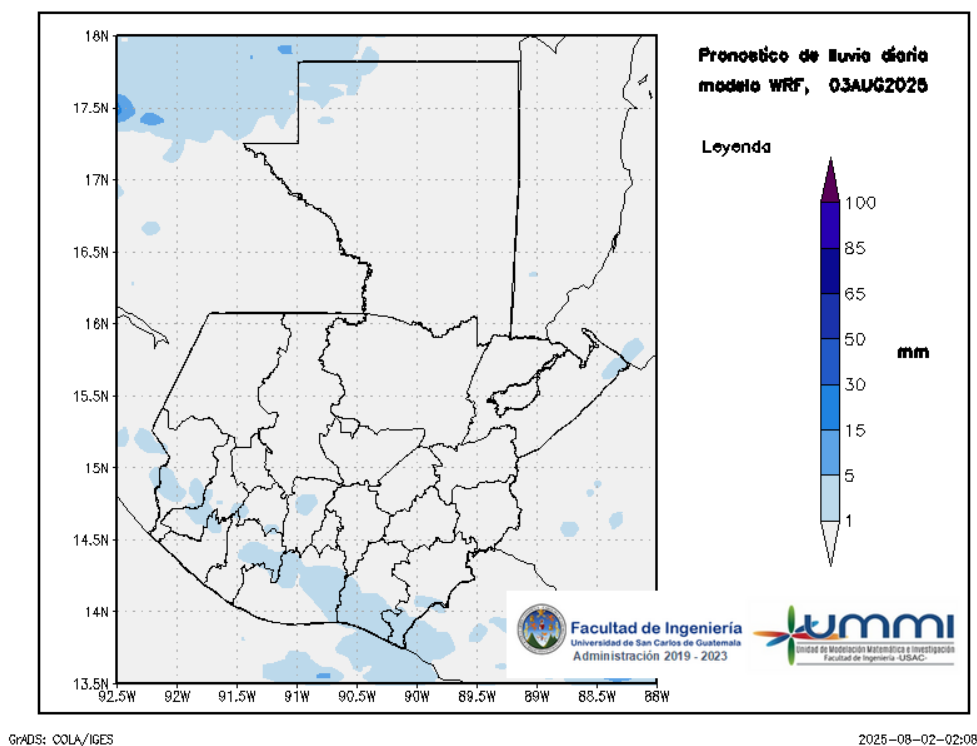 Pronostico de lluvia diaria
modelo WRF, 03AUG2025
Leyenda
100
85
65
50
30
15
5
1
mm
18N
17.5N
17N
16.5N
16N
15.5N
15N
14.5N
14N
13.5N
92.5W
92W
91.5W
91W
90.5W
90W
89.5W
89W
88.5W
88W
Facultad de Ingeniería
Universidad de San Carlos de Guatemala
Administración 2019 - 2023
ummi
Unidad de Modelación Matemática e Investigación
Facultad de Ingeniería -USAC-
GrADS: COLA/IGES
2025-08-02-02:08